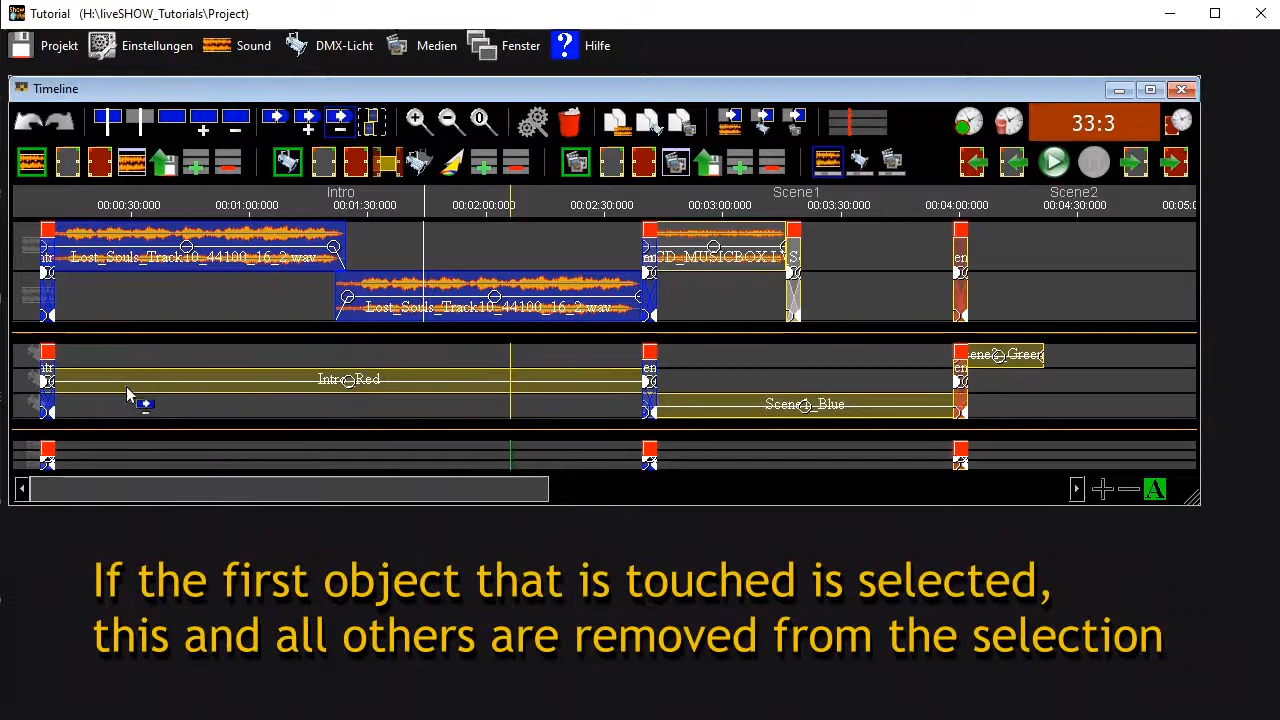 Tutorial (H:\liveSHOW_Tutorials\Project)
Projekt Einstellungen Sound DMX-Licht Medien Fenster Hilfe
Timeline
33:3
Intro Scene1 Scene2
00:00:30:000 00:01:00:000 00:01:30:000 00:02:00:000 00:02:30:000 00:03:00:000 00:03:30:000 00:04:00:000 00:04:30:000 00:05:0
Lost_Souls_Track10_44100_16_2.wav
Lost_Souls_Track10_44100_16_2.wav
Intro_Red
Scene1_Blue
A
If the first object that is touched is selected,
this and all others are removed from the selection